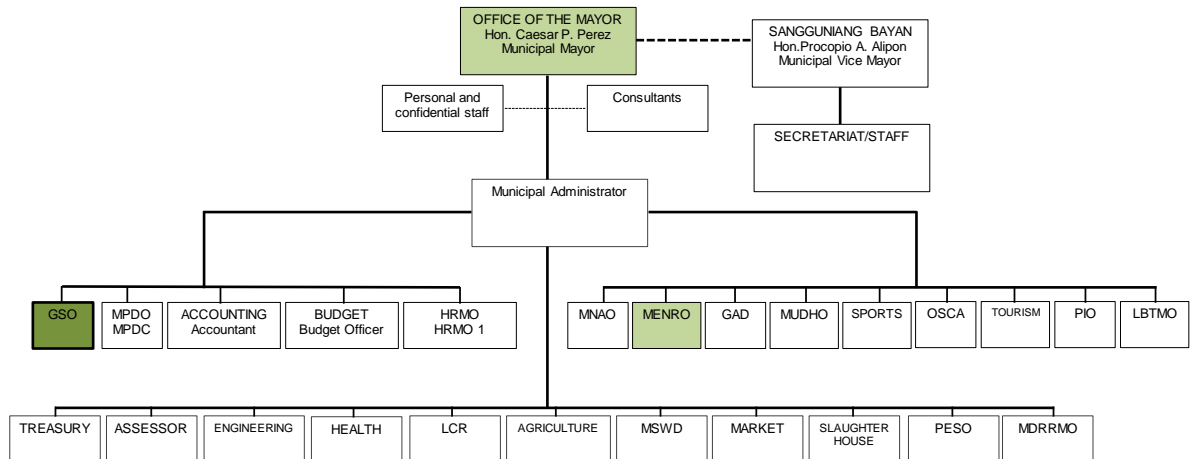 OFFICE OF THE MAYOR
Hon. Caesar P. Perez
Municipal Mayor
SANGGUNIANG BAYAN
Hon.Procopio A. Alipon
Municipal Vice Mayor
Personal and
confidential staff
Consultants
SECRETARIAT/STAFF
Municipal Administrator
GSO
MPDO
MPDC
ACCOUNTING
Accountant
BUDGET
Budget Officer
HRMO
HRMO 1
MNAO
MENRO
GAD
MUDHO
SPORTS
OSCA
TOURISM
PIO
LBTMO
TREASURY
ASSESSOR
ENGINEERING
HEALTH
LCR
AGRICULTURE
MSWD
MARKET
SLAUGHTER
HOUSE
PESO
MDRRMO